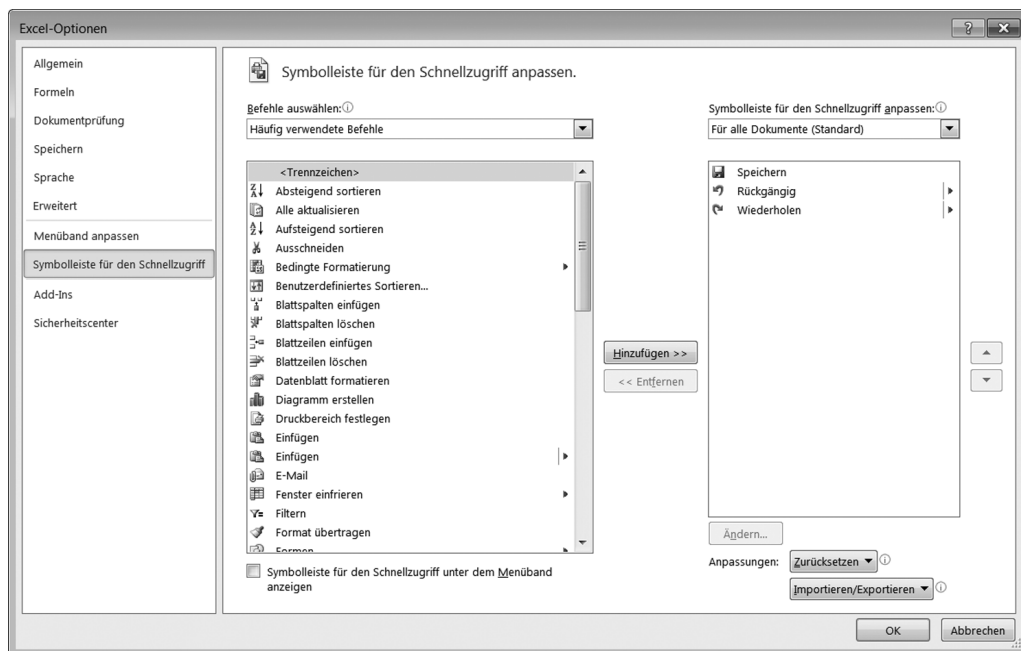 Excel-Optionen
Allgemein
Formeln
Dokumentprüfung
Speichern
Sprache
Erweitert
Menüband anpassen
Symbolleiste für den Schnellzugriff
Add-Ins
Sicherheitscenter
Symbolleiste für den Schnellzugriff anpassen.
Befehle auswählen:
Häufig verwendete Befehle
<Trennzeichen>
Absteigend sortieren
Alle aktualisieren
Aufsteigend sortieren
Ausschneiden
Bedingte Formatierung
Benutzerdefiniertes Sortieren...
Blattspalten einfügen
Blattspalten löschen
Blattzeilen einfügen
Blattzeilen löschen
Datenblatt formatieren
Diagramm erstellen
Druckbereich festlegen
Einfügen
Einfügen
E-Mail
Fenster einfrieren
Filtern
Format übertragen
Formen
Symbolleiste für den Schnellzugriff unter dem Menüband
anzeigen
Hinzufügen >>
<< Entfernen
Symbolleiste für den Schnellzugriff anpassen:
Für alle Dokumente (Standard)
Speichern
Rückgängig
Wiederholen
Ändern...
Anpassungen: Zurücksetzen
Importieren/Exportieren
OK
Abbrechen